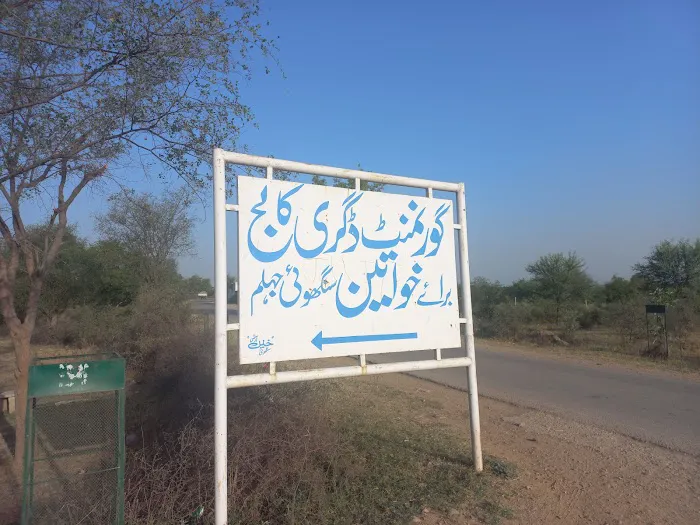 گورنمنٹ ڈگری کالج
برائے خواتین سنگھوئی جہلم